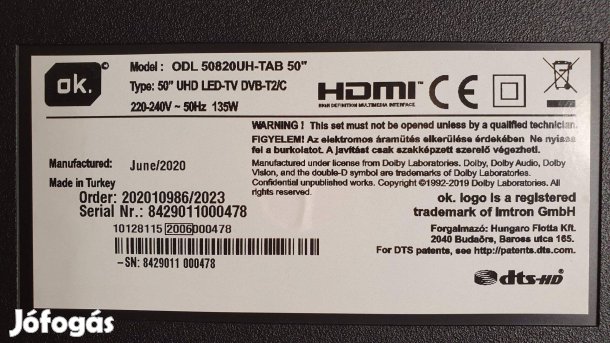 ok.
Model : ODL 50820UH-TAB 50"
Type: 50" UHD LED-TV DVB-T2/C
220-240V ~ 50Hz 135W
HDMI
HIGH DEFINITION MULTIMEDIA INTERFACE
CE
WARNING ! This set must not be opened unless by a qualified technician.
FIGYELEM! Az elektromos áramütés elkerülése érdekében Ne nyissa
fel a burkolatot. A javítást csak szakképzett szerelő végezheti.
Manufactured: June/2020
Made in Turkey
Manufactured under license from Dolby Laboratories. Dolby, Dolby Audio, Dolby
Vision, and the double-D symbol are trademarks of Dolby Laboratories.
Confidential unpublished works. Copyright ©1992-2019 Dolby Laboratories.
Order: 202010986/2023
Serial Nr.: 8429011000478
10128115 2006 000478
-SN: 8429011 000478
ok. logo is a registered
trademark of Imtron GmbH
Forgalmazó: Hungaro Flotta Kft.
2040 Budaörs, Baross utca 165.
For DTS patents, see http://patents.dts.com.
dts-HD
Jófogás